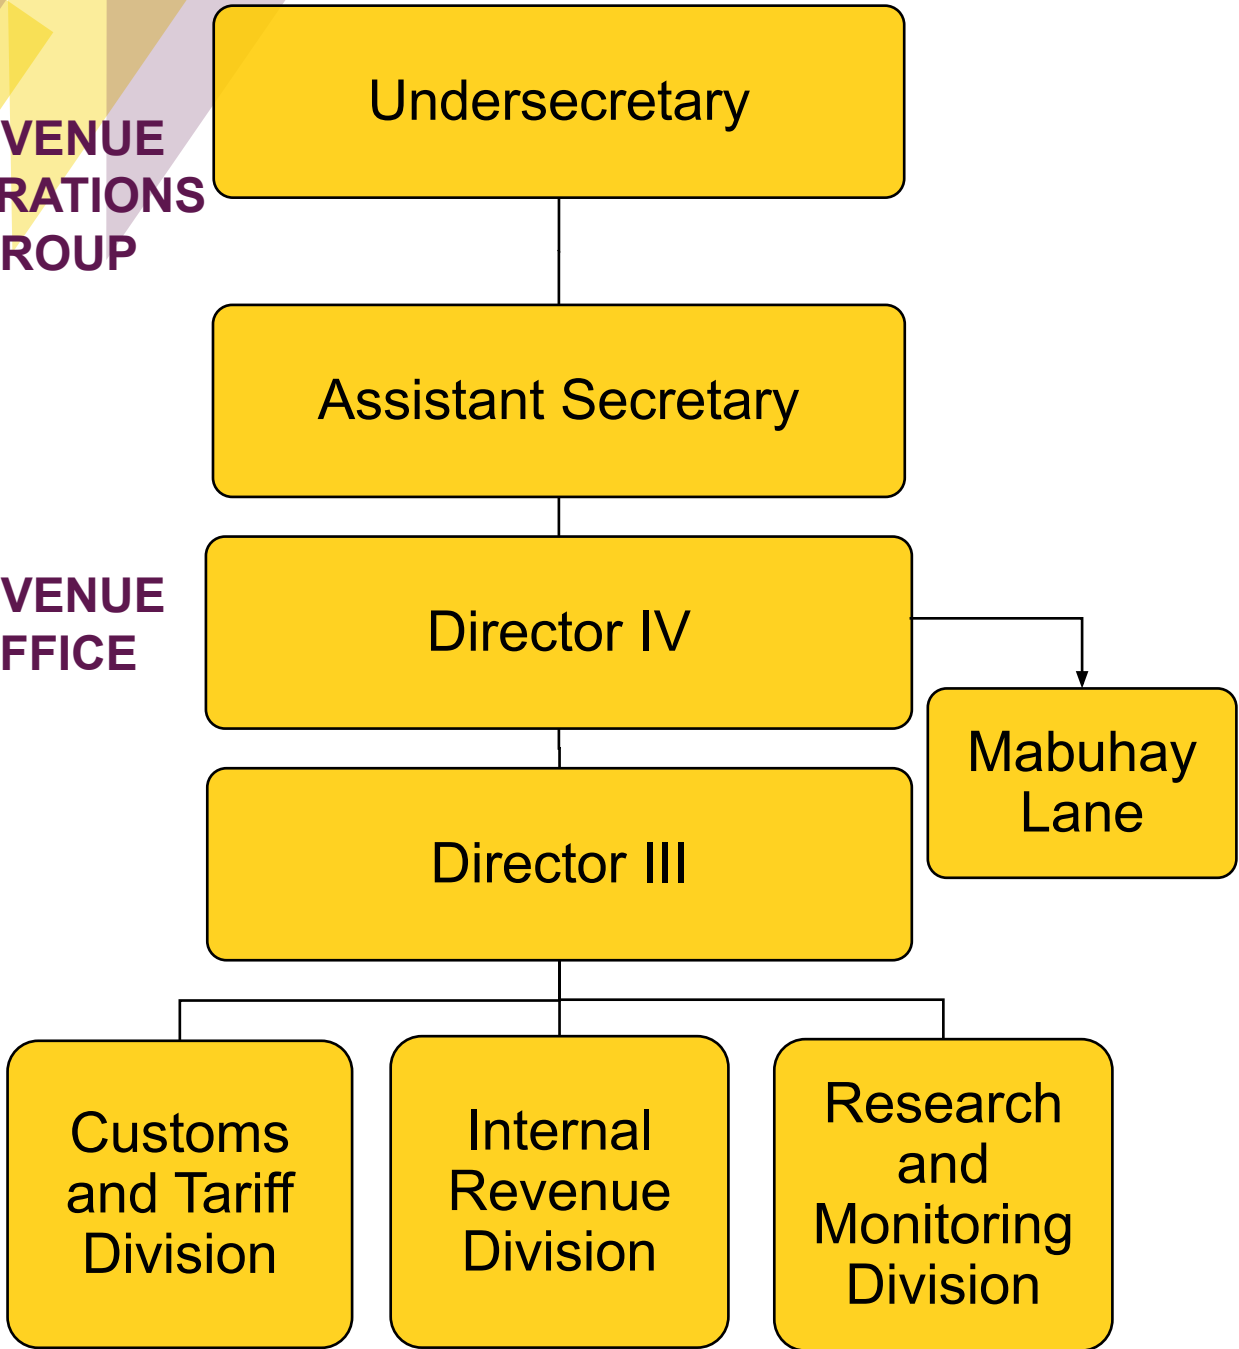 Undersecretary
VENUE
RATIONS
ROUP
Assistant Secretary
VENUE
FFICE
Director IV
Mabuhay
Lane
Director III
Customs
and Tariff
Division
Internal
Revenue
Division
Research
and
Monitoring
Division